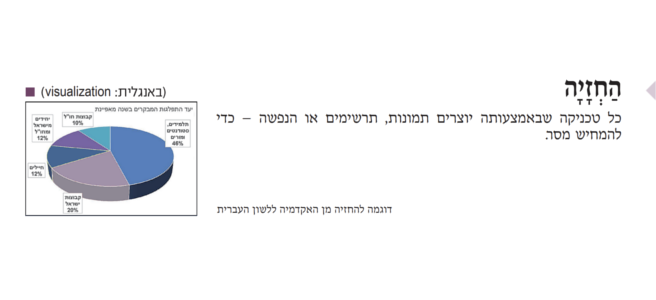 הַחְזָיָה
(באנגלית: visualization)
כל טכניקה שבאמצעותה יוצרים תמונות, תרשימים או הנפשה – כדי
להמחיש מסר.
דוגמה להחזיה מן האקדמיה ללשון העברית
יעד התפלגות המבקרים בשנה מאפיינת
תלמידים,
סטודנטים
ומורים
46%
קבוצות חו"ל
10%
יחידים
מישראל
ומחו"ל
12%
חיילים
12%
קבוצות
ישראל
20%